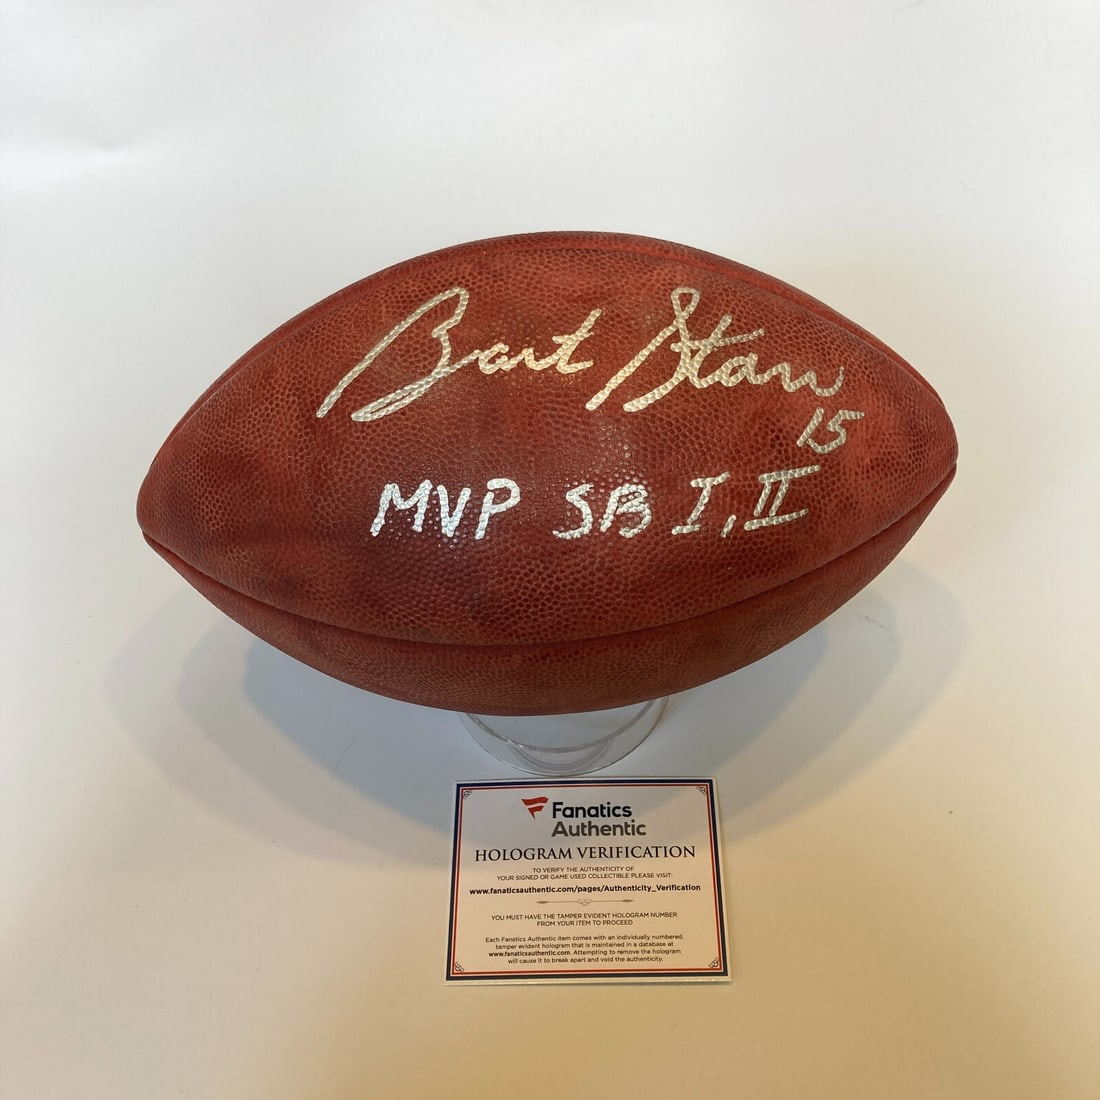 Bart Starr
15
MVP SB I, II
Fanatics
Authentic
HOLOGRAM VERIFICATION
TO VERIFY THE AUTHENTICITY OF
YOUR SIGNED OR GAME USED COLLECTIBLE PLEASE VISIT:
www.fanaticsauthentic.com/pages/Authenticity_Verification
YOU MUST HAVE THE TAMPER EVIDENT HOLOGRAM NUMBER
FROM YOUR ITEM TO PROCEED
Each Fanatics Authentic item comes with an individually numbered,
tamper evident hologram that is maintained in a database at
www.fanaticsauthentic.com. Attempting to remove the hologram
will cause it to break apart and void the authenticity.